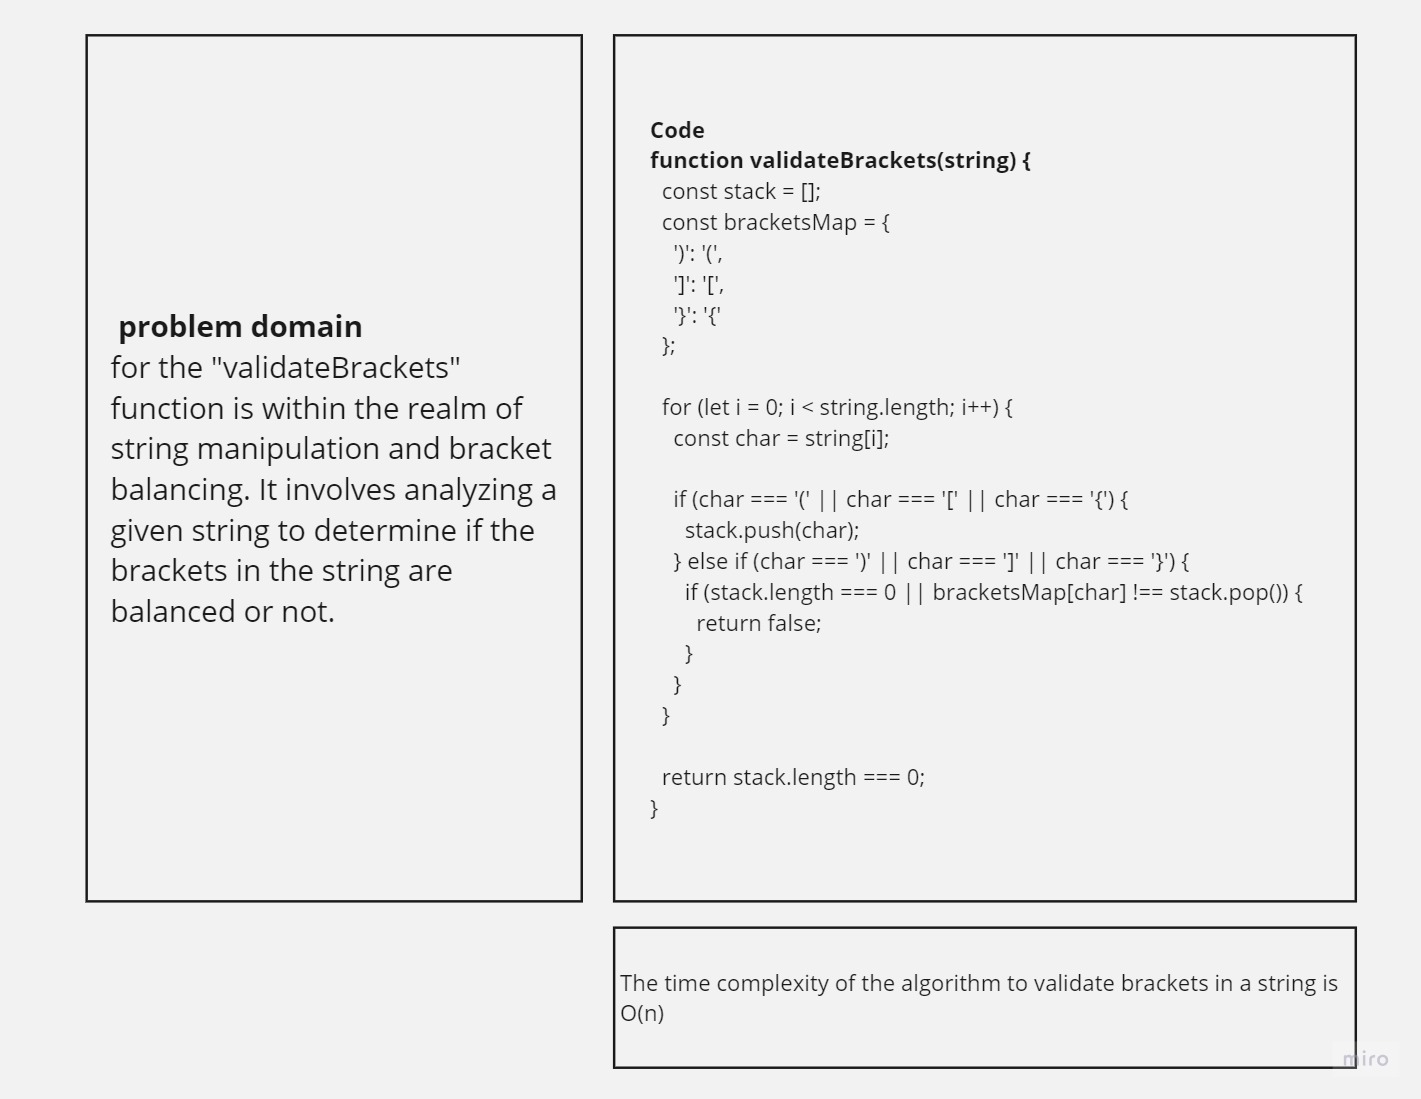 problem domain
for the "validateBrackets"
function is within the realm of
string manipulation and bracket
balancing. It involves analyzing a
given string to determine if the
brackets in the string are
balanced or not.
Code
function validateBrackets(string) {
const stack = [];
const bracketsMap = {
')': '(',
']': '[',
'}': '{'
};
for (let i = 0; i < string.length; i++) {
const char = string[i];
if (char === '(' || char === '[' || char === '{') {
stack.push(char);
} else if (char === ')' || char === ']' || char === '}') {
if (stack.length === 0 || bracketsMap[char] !== stack.pop()) {
return false;
}
}
}
return stack.length === 0;
}
The time complexity of the algorithm to validate brackets in a string is
O(n)
miro